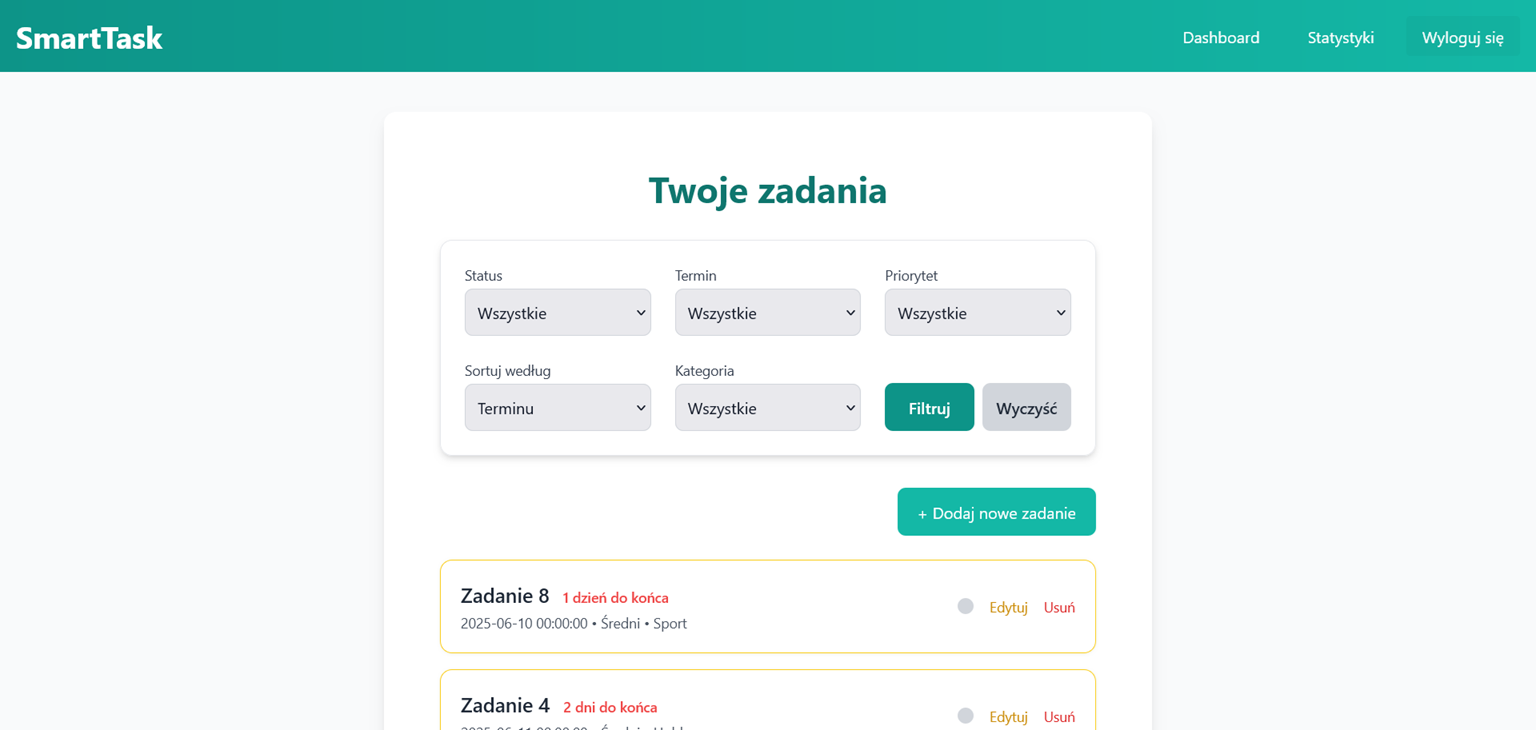 SmartTask
Dashboard Statystyki Wyloguj się
Twoje zadania
Status Termin Priorytet
Wszystkie Wszystkie Wszystkie
Sortuj według Kategoria
Terminu Wszystkie Filtruj Wyczyść
+ Dodaj nowe zadanie
Zadanie 8 1 dzień do końca
2025-06-10 00:00:00 • Średni • Sport
Edytuj Usuń
Zadanie 4 2 dni do końca
Edytuj Usuń